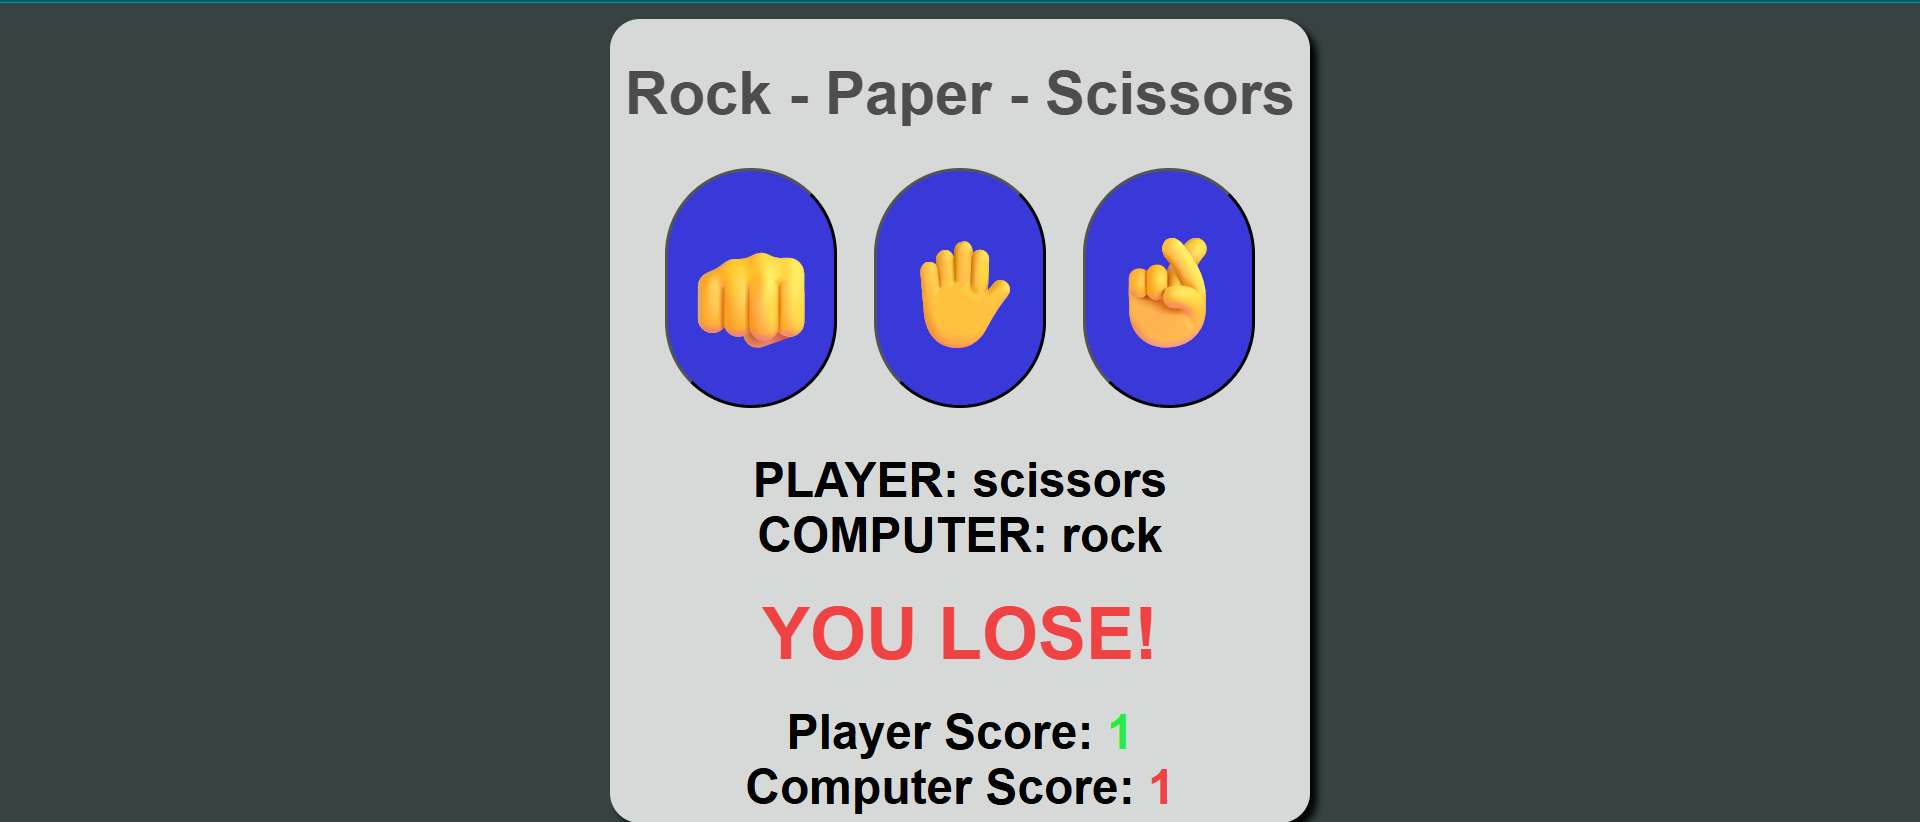 Rock - Paper - Scissors
PLAYER: scissors
COMPUTER: rock
YOU LOSE!
Player Score: 1
Computer Score: 1